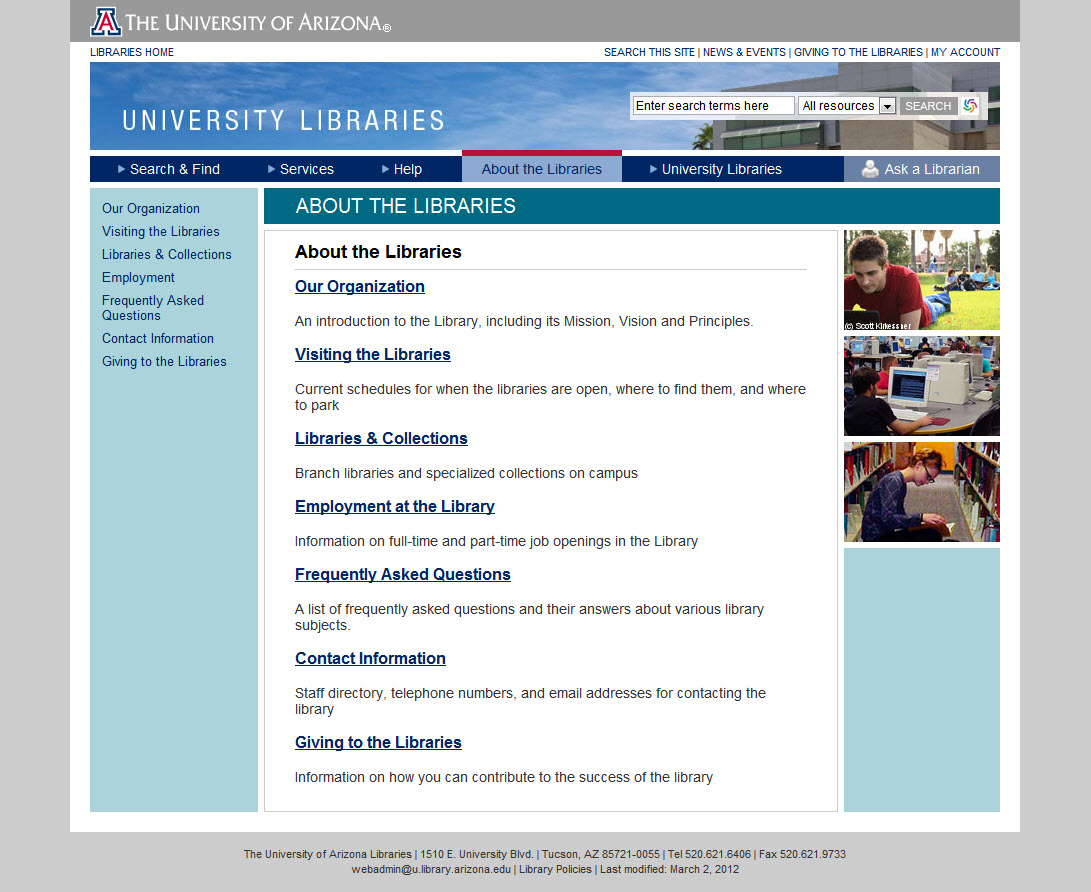 THE UNIVERSITY OF ARIZONA®
LIBRARIES HOME
SEARCH THIS SITE | NEWS & EVENTS | GIVING TO THE LIBRARIES | MY ACCOUNT
UNIVERSITY LIBRARIES
Enter search terms here
All resources
SEARCH
Search & Find
Services
Help
About the Libraries
University Libraries
Ask a Librarian
Our Organization
Visiting the Libraries
Libraries & Collections
Employment
Frequently Asked
Questions
Contact Information
Giving to the Libraries
ABOUT THE LIBRARIES
About the Libraries
Our Organization
An introduction to the Library, including its Mission, Vision and Principles.
Visiting the Libraries
Current schedules for when the libraries are open, where to find them, and where
to park
Libraries & Collections
Branch libraries and specialized collections on campus
Employment at the Library
Information on full-time and part-time job openings in the Library
Frequently Asked Questions
A list of frequently asked questions and their answers about various library
subjects.
Contact Information
Staff directory, telephone numbers, and email addresses for contacting the
library
Giving to the Libraries
Information on how you can contribute to the success of the library
(c) Scott Kirkessner
The University of Arizona Libraries | 1510 E. University Blvd. | Tucson, AZ 85721-0055 | Tel 520.621.6406 | Fax 520.621.9733
webadmin@u.library.arizona.edu | Library Policies | Last modified: March 2, 2012